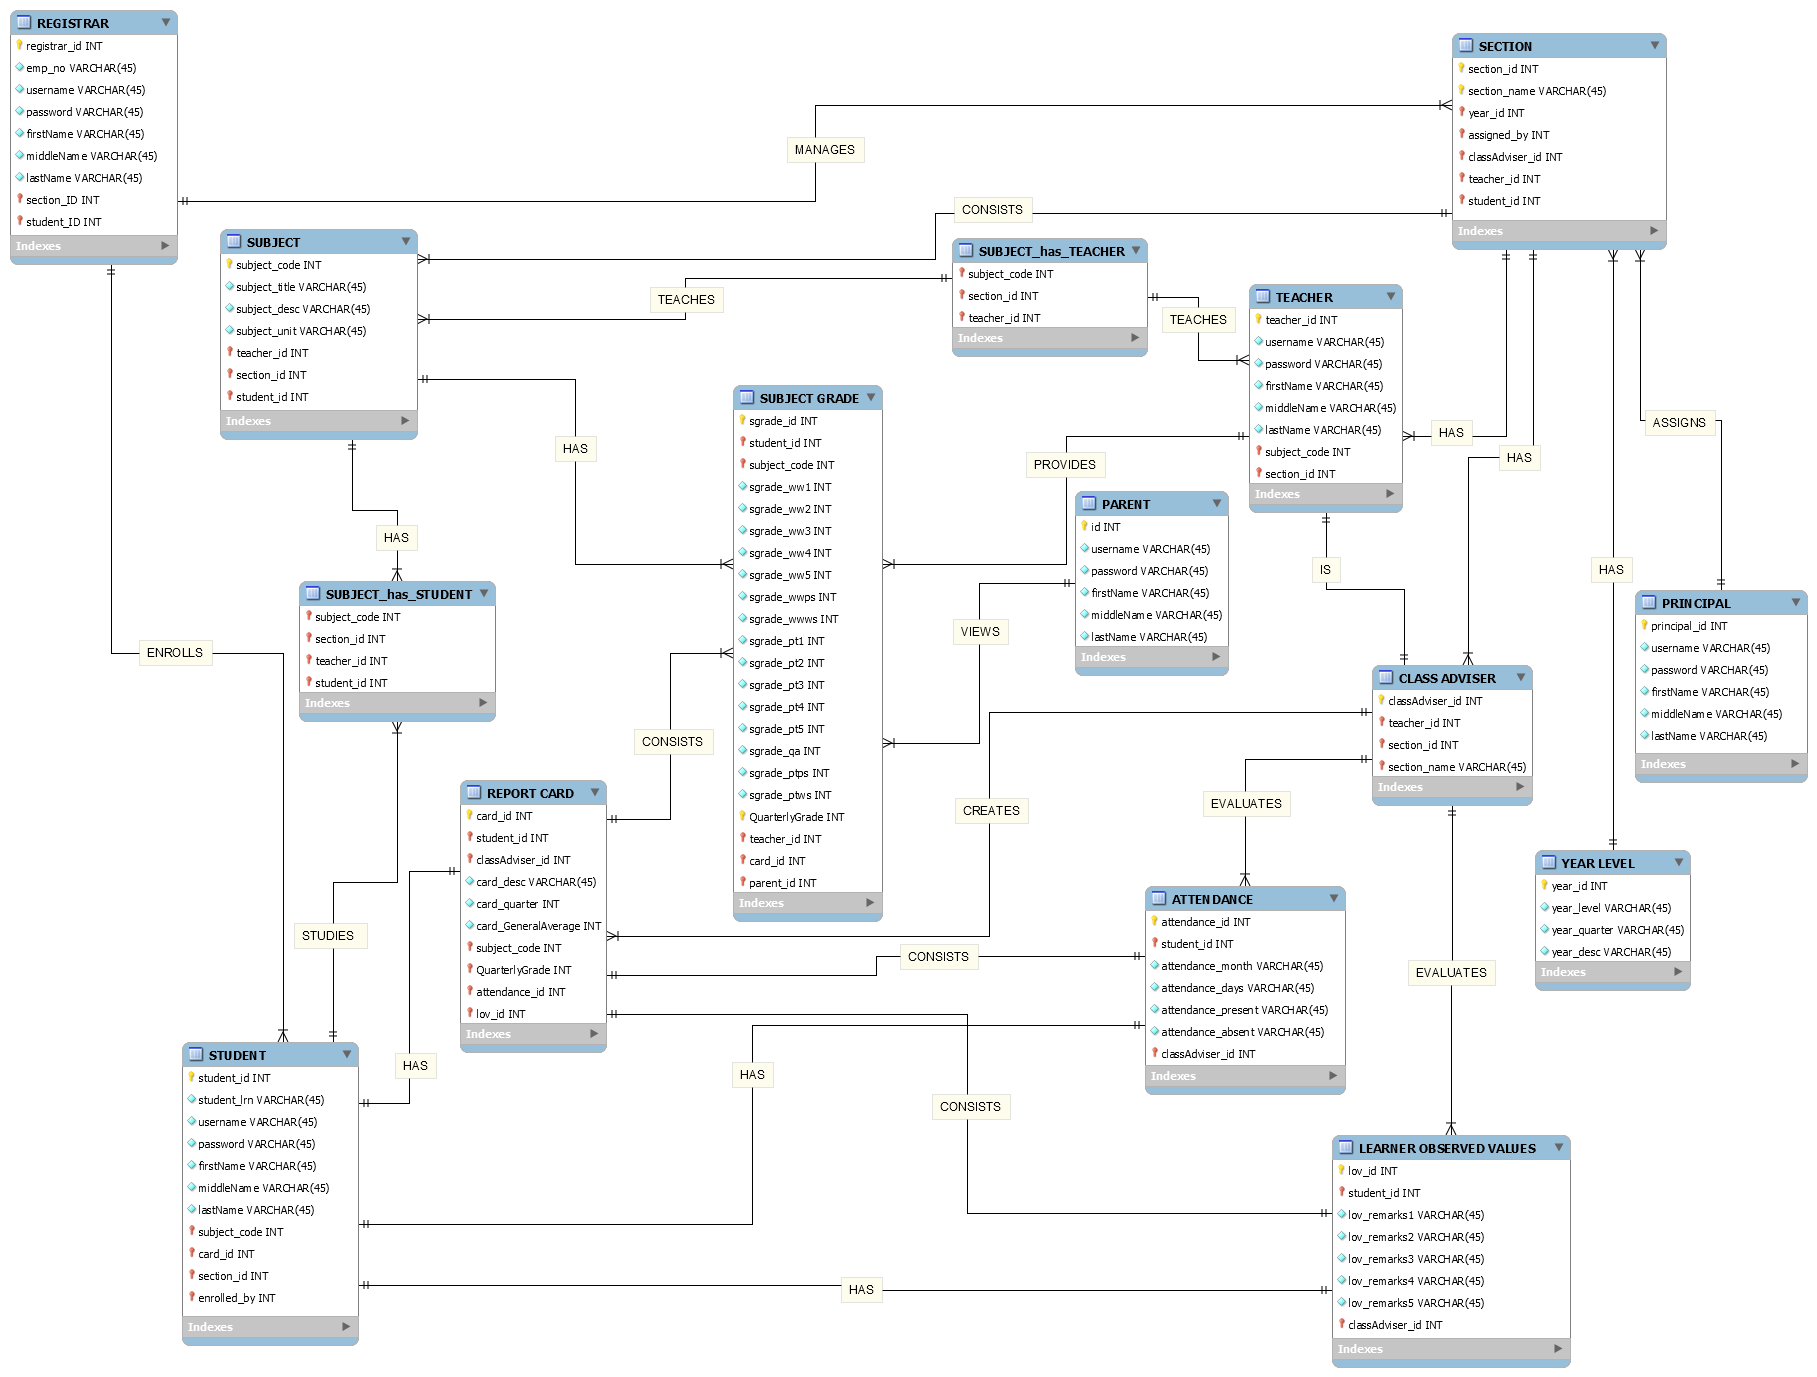 REGISTRAR
registrar_id INT
emp_no VARCHAR(45)
username VARCHAR(45)
password VARCHAR(45)
firstName VARCHAR(45)
middleName VARCHAR(45)
lastName VARCHAR(45)
section_ID INT
student_ID INT
Indexes
SECTION
section_id INT
section_name VARCHAR(45)
year_id INT
assigned_by INT
classAdviser_id INT
teacher_id INT
student_id INT
Indexes
MANAGES
CONSISTS
SUBJECT
subject_code INT
subject_title VARCHAR(45)
subject_desc VARCHAR(45)
subject_unit VARCHAR(45)
teacher_id INT
section_id INT
student_id INT
Indexes
TEACHES
SUBJECT_has_TEACHER
subject_code INT
section_id INT
teacher_id INT
Indexes
TEACHES
TEACHER
teacher_id INT
username VARCHAR(45)
password VARCHAR(45)
firstName VARCHAR(45)
middleName VARCHAR(45)
lastName VARCHAR(45)
subject_code INT
section_id INT
Indexes
HAS
HAS
ASSIGNS
HAS
PROVIDES
SUBJECT GRADE
sgrade_id INT
student_id INT
subject_code INT
sgrade_ww1 INT
sgrade_ww2 INT
sgrade_ww3 INT
sgrade_ww4 INT
sgrade_ww5 INT
sgrade_wwps INT
sgrade_wwws INT
sgrade_pt1 INT
sgrade_pt2 INT
sgrade_pt3 INT
sgrade_pt4 INT
sgrade_pt5 INT
sgrade_qa INT
sgrade_ptps INT
sgrade_ptws INT
QuarterlyGrade INT
teacher_id INT
card_id INT
parent_id INT
Indexes
PARENT
id INT
username VARCHAR(45)
password VARCHAR(45)
firstName VARCHAR(45)
middleName VARCHAR(45)
lastName VARCHAR(45)
Indexes
HAS
IS
HAS
VIEWS
SUBJECT_has_STUDENT
subject_code INT
section_id INT
teacher_id INT
student_id INT
Indexes
PRINCIPAL
principal_id INT
username VARCHAR(45)
password VARCHAR(45)
firstName VARCHAR(45)
middleName VARCHAR(45)
lastName VARCHAR(45)
Indexes
ENROLLS
CLASS ADVISER
classAdviser_id INT
teacher_id INT
section_id INT
section_name VARCHAR(45)
Indexes
CONSISTS
CREATES
EVALUATES
REPORT CARD
card_id INT
student_id INT
classAdviser_id INT
card_desc VARCHAR(45)
card_quarter INT
card_GeneralAverage INT
subject_code INT
QuarterlyGrade INT
attendance_id INT
lov_id INT
Indexes
YEAR LEVEL
year_id INT
year_level VARCHAR(45)
year_quarter VARCHAR(45)
year_desc VARCHAR(45)
Indexes
ATTENDANCE
attendance_id INT
student_id INT
attendance_month VARCHAR(45)
attendance_days VARCHAR(45)
attendance_present VARCHAR(45)
attendance_absent VARCHAR(45)
classAdviser_id INT
Indexes
STUDIES
CONSISTS
EVALUATES
HAS
HAS
CONSISTS
STUDENT
student_id INT
student_lrn VARCHAR(45)
username VARCHAR(45)
password VARCHAR(45)
firstName VARCHAR(45)
middleName VARCHAR(45)
lastName VARCHAR(45)
subject_code INT
card_id INT
section_id INT
enrolled_by INT
Indexes
HAS
LEARNER OBSERVED VALUES
lov_id INT
student_id INT
lov_remarks1 VARCHAR(45)
lov_remarks2 VARCHAR(45)
lov_remarks3 VARCHAR(45)
lov_remarks4 VARCHAR(45)
lov_remarks5 VARCHAR(45)
classAdviser_id INT
Indexes